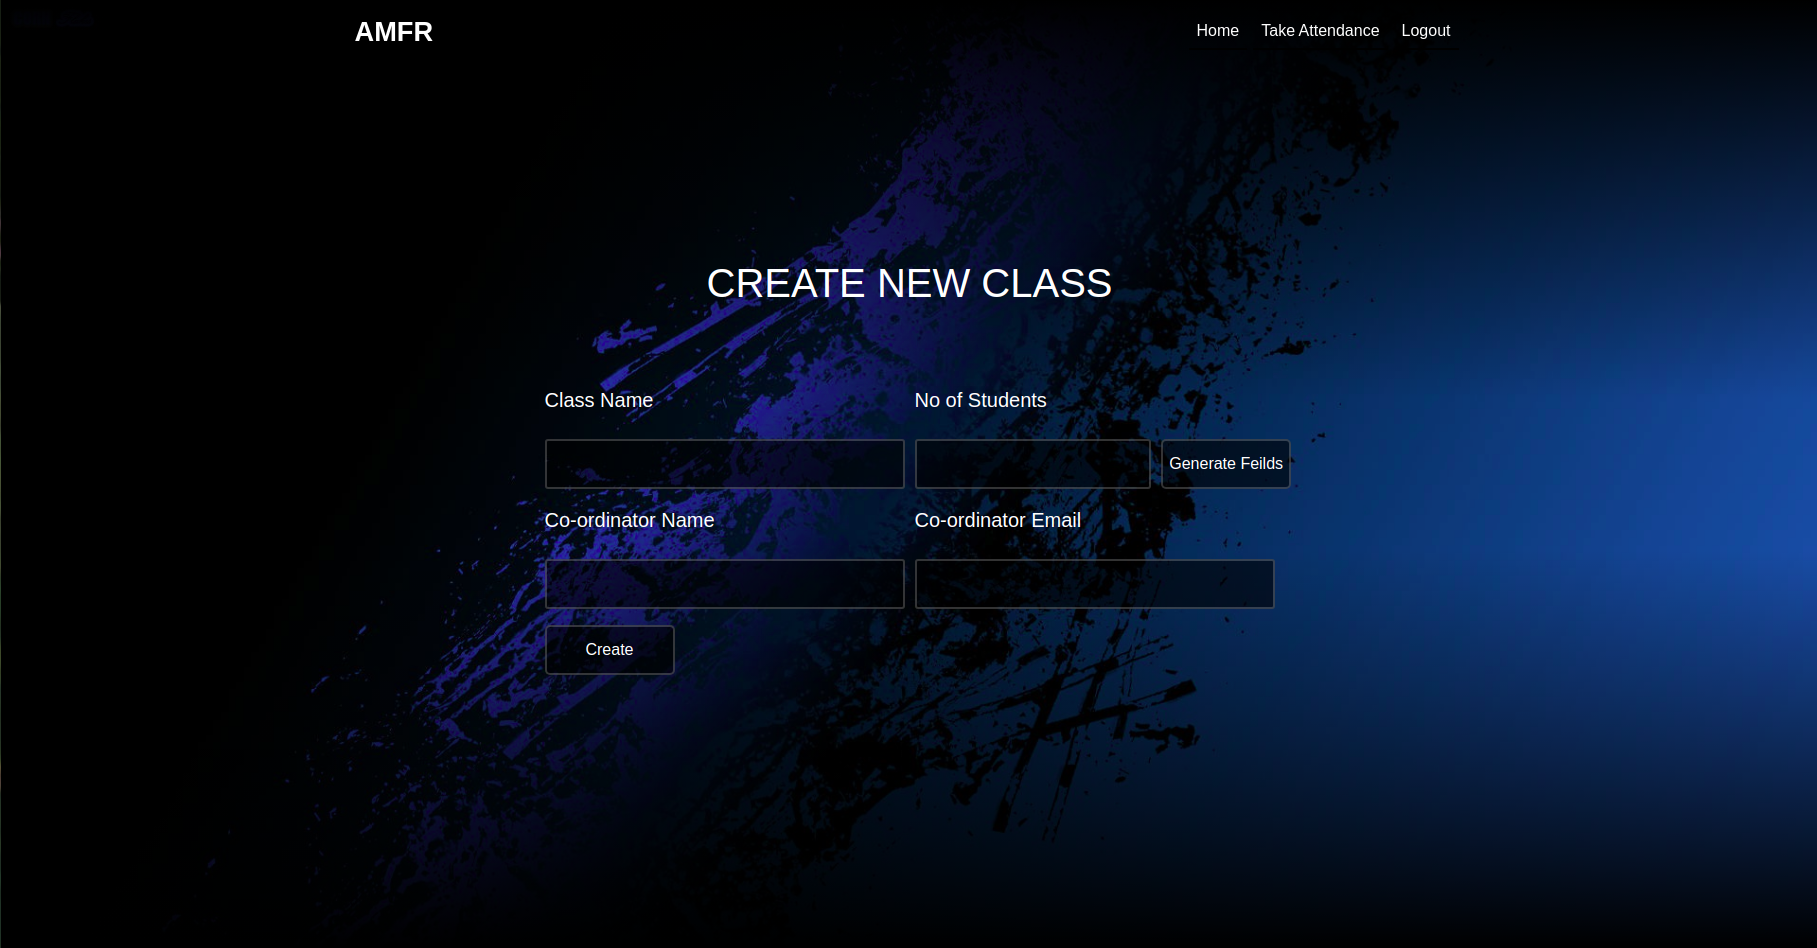 AMFR
Home Take Attendance Logout
CREATE NEW CLASS
Class Name
No of Students
Generate Feilds
Co-ordinator Name
Co-ordinator Email
Create